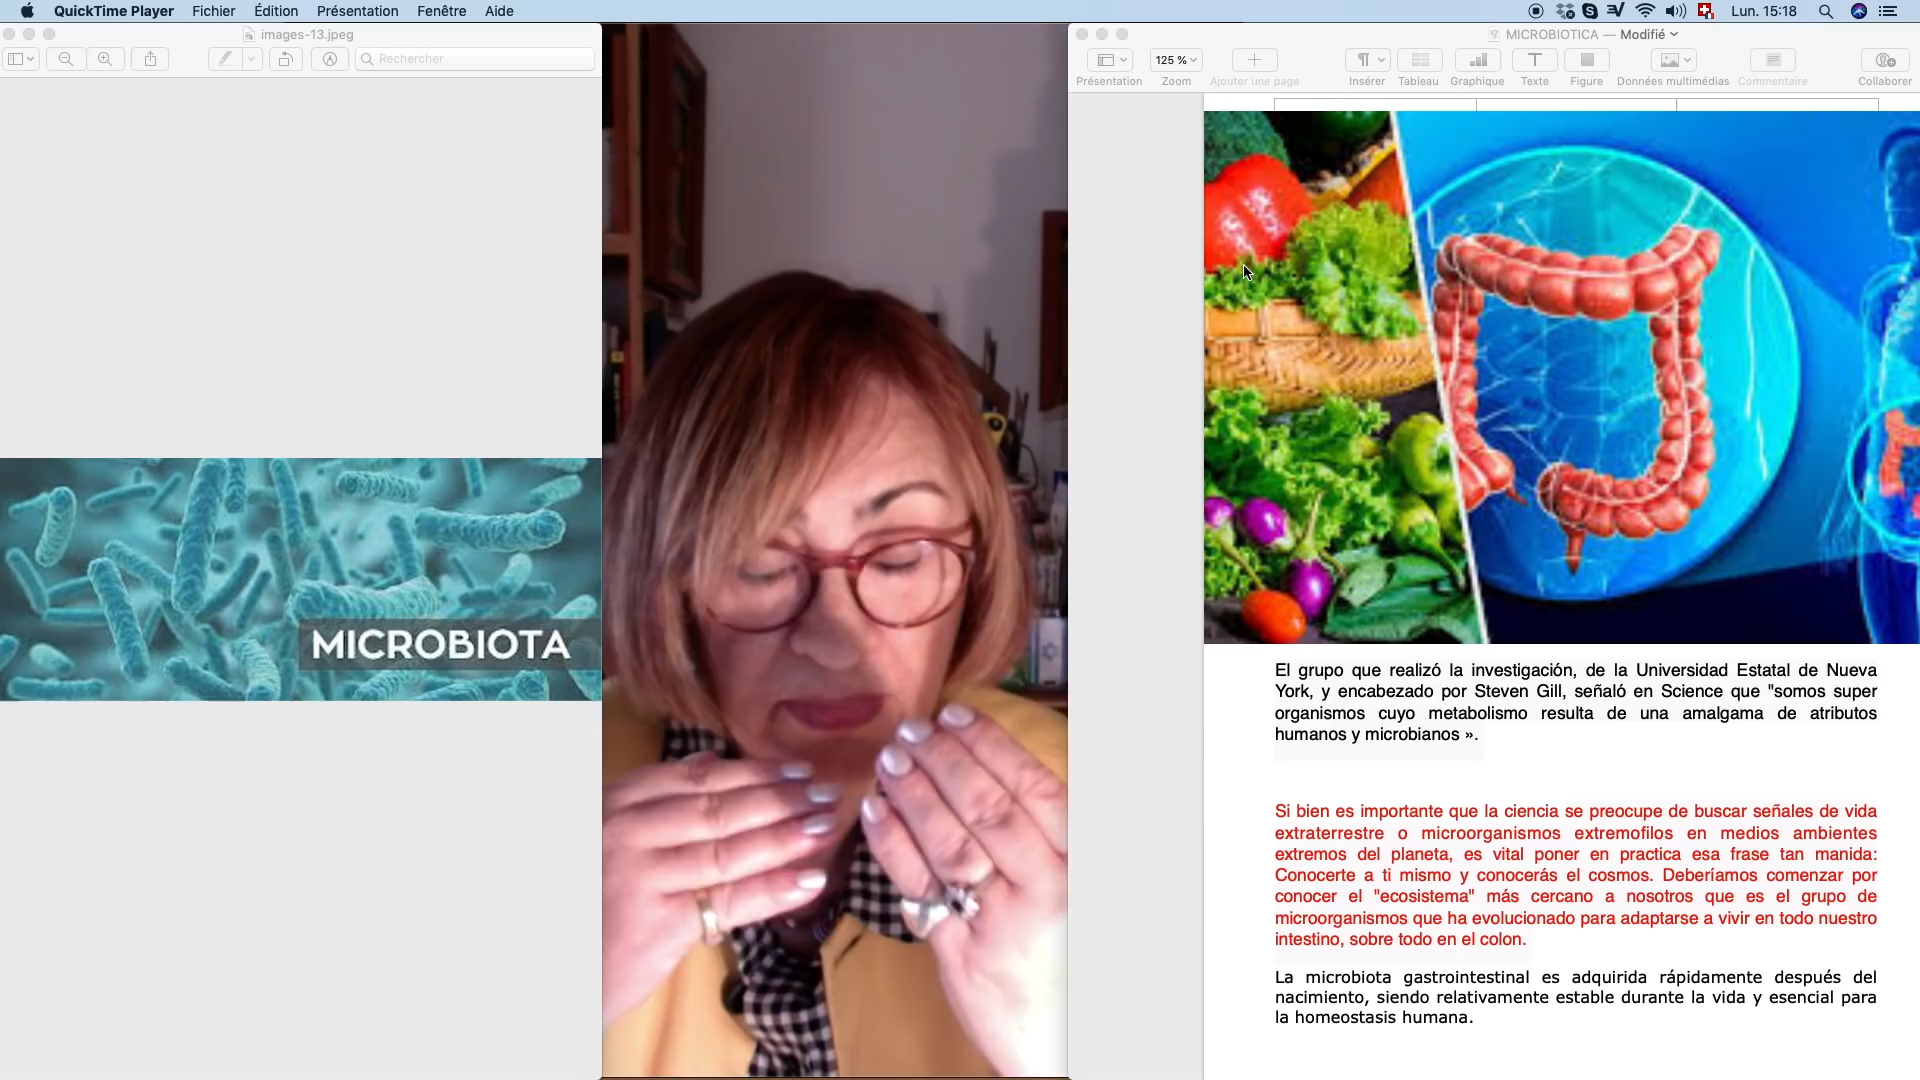 QuickTime Player Fichier Édition Présentation Fenêtre Aide
Lun. 15:18
images-13.jpeg
Rechercher
MICROBIOTA
MICROBIOTICA — Modifié
125 %
Présentation Zoom Ajouter une page Insérer Tableau Graphique Texte Figure Données multimédias Commentaire Collaborer
El grupo que realizó la investigación, de la Universidad Estatal de Nueva
York, y encabezado por Steven Gill, señaló en Science que "somos super
organismos cuyo metabolismo resulta de una amalgama de atributos
humanos y microbianos ».
Si bien es importante que la ciencia se preocupe de buscar señales de vida
extraterrestre o microorganismos extremofilos en medios ambientes
extremos del planeta, es vital poner en practica esa frase tan manida:
Conocerte a ti mismo y conocerás el cosmos. Deberíamos comenzar por
conocer el "ecosistema" más cercano a nosotros que es el grupo de
microorganismos que ha evolucionado para adaptarse a vivir en todo nuestro
intestino, sobre todo en el colon.
La microbiota gastrointestinal es adquirida rápidamente después del
nacimiento, siendo relativamente estable durante la vida y esencial para
la homeostasis humana.